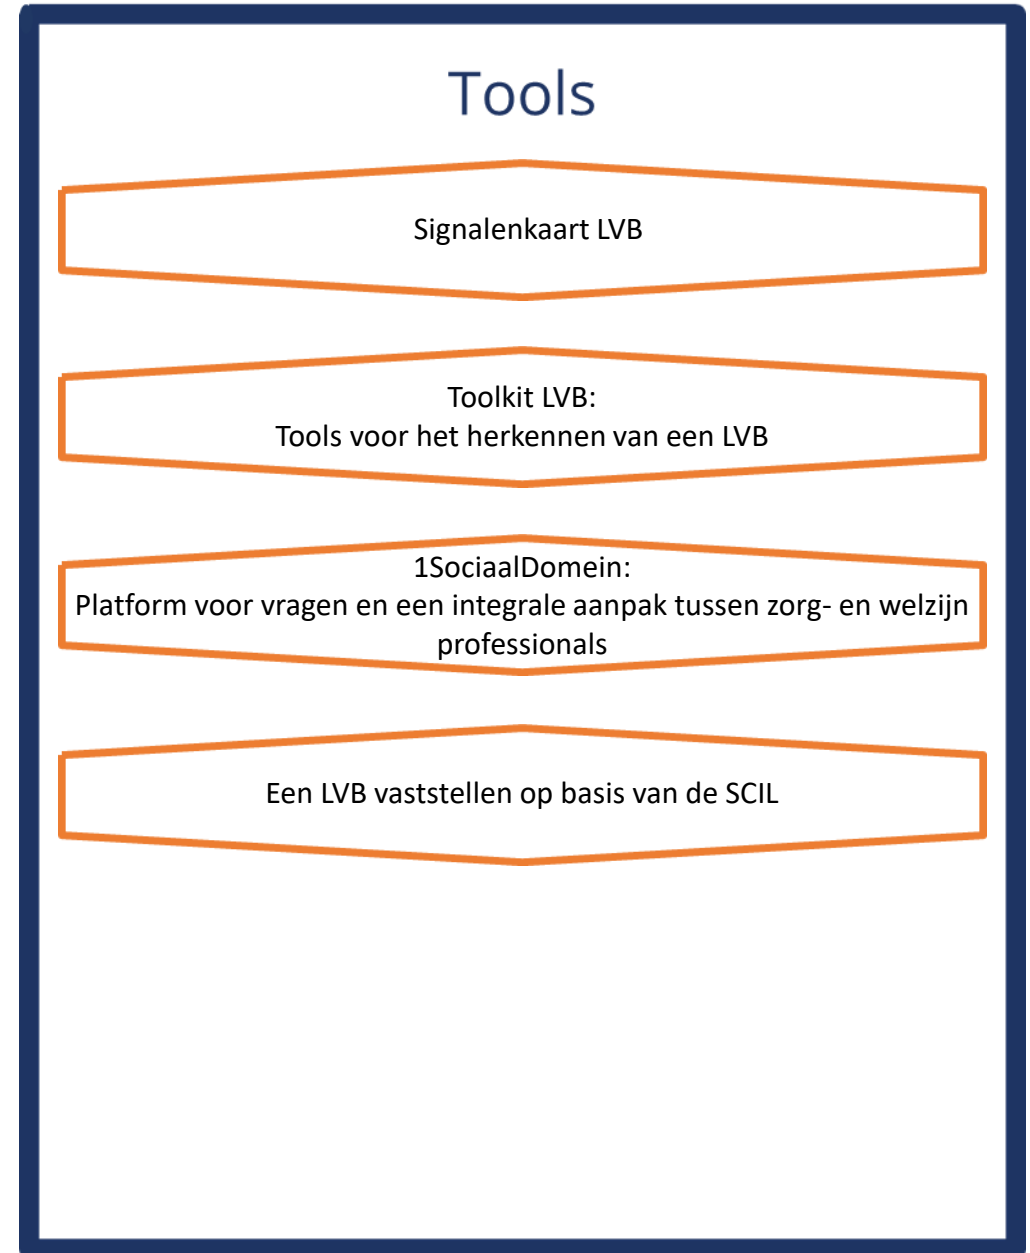 Tools
Signalenkaart LVB
Toolkit LVB:
Tools voor het herkennen van een LVB
1SociaalDomein:
Platform voor vragen en een integrale aanpak tussen zorg- en welzijn
professionals
Een LVB vaststellen op basis van de SCIL